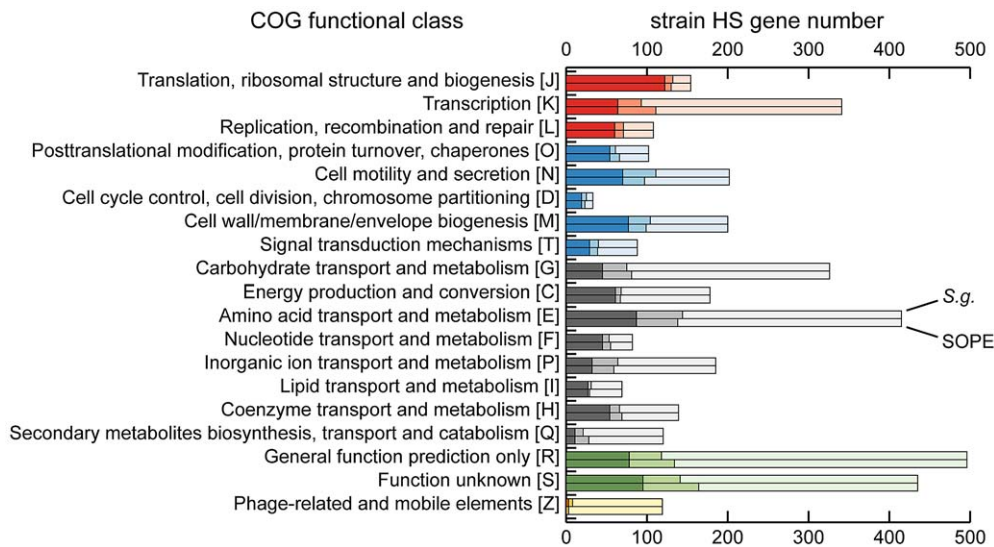 COG functional class
strain HS gene number
0 100 200 300 400 500
Translation, ribosomal structure and biogenesis [J]
Transcription [K]
Replication, recombination and repair [L]
Posttranslational modification, protein turnover, chaperones [O]
Cell motility and secretion [N]
Cell cycle control, cell division, chromosome partitioning [D]
Cell wall/membrane/envelope biogenesis [M]
Signal transduction mechanisms [T]
Carbohydrate transport and metabolism [G]
Energy production and conversion [C]
S.g.
Amino acid transport and metabolism [E]
SOPE
Nucleotide transport and metabolism [F]
Inorganic ion transport and metabolism [P]
Lipid transport and metabolism [I]
Coenzyme transport and metabolism [H]
Secondary metabolites biosynthesis, transport and catabolism [Q]
General function prediction only [R]
Function unknown [S]
Phage-related and mobile elements [Z]
0 100 200 300 400 500